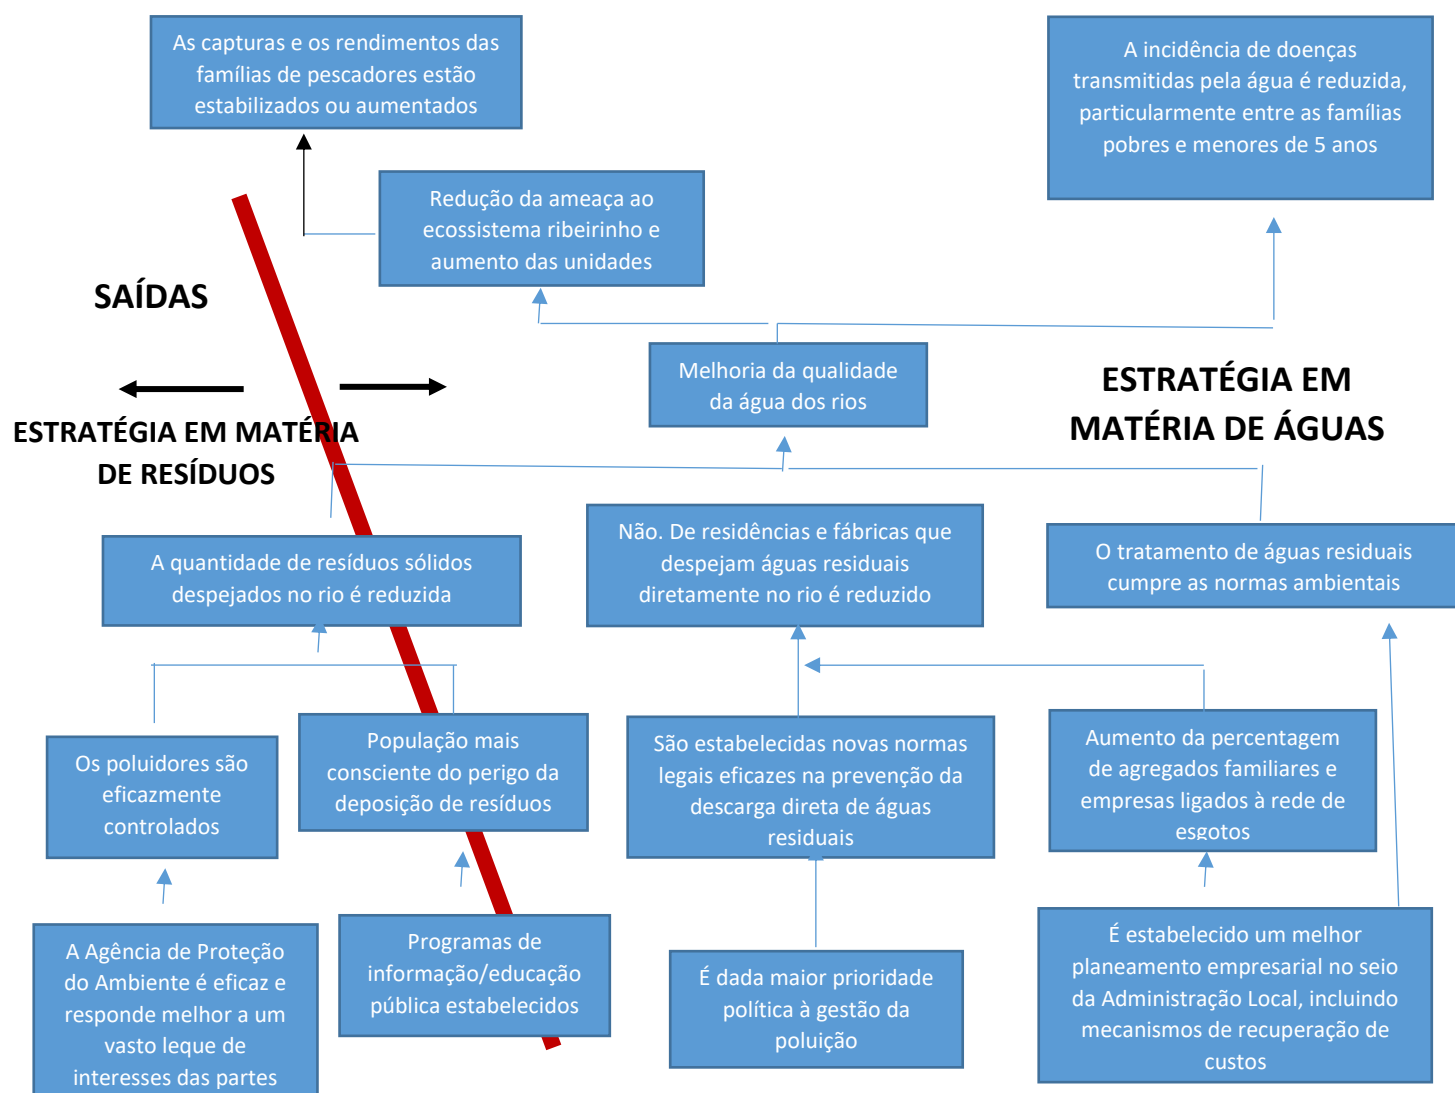 As capturas e os rendimentos das
famílias de pescadores estão
estabilizados ou aumentados
A incidência de doenças
transmitidas pela água é reduzida,
particularmente entre as famílias
pobres e menores de 5 anos
Redução da ameaça ao
ecossistema ribeirinho e
aumento das unidades
SAÍDAS
Melhoria da qualidade
da água dos rios
ESTRATÉGIA EM
MATÉRIA DE ÁGUAS
ESTRATÉGIA EM MATÉRIA
DE RESÍDUOS
A quantidade de resíduos sólidos
despejados no rio é reduzida
Não. De residências e fábricas que
despejam águas residuais
diretamente no rio é reduzido
O tratamento de águas residuais
cumpre as normas ambientais
Os poluidores são
eficazmente
controlados
População mais
consciente do perigo da
deposição de resíduos
São estabelecidas novas normas
legais eficazes na prevenção da
descarga direta de águas
residuais
Aumento da percentagem
de agregados familiares e
empresas ligados à rede de
esgotos
A Agência de Proteção
do Ambiente é eficaz e
responde melhor a um
vasto leque de
interesses das partes
Programas de
informação/educação
pública estabelecidos
É dada maior prioridade
política à gestão da
poluição
É estabelecido um melhor
planeamento empresarial no seio
da Administração Local, incluindo
mecanismos de recuperação de
custos